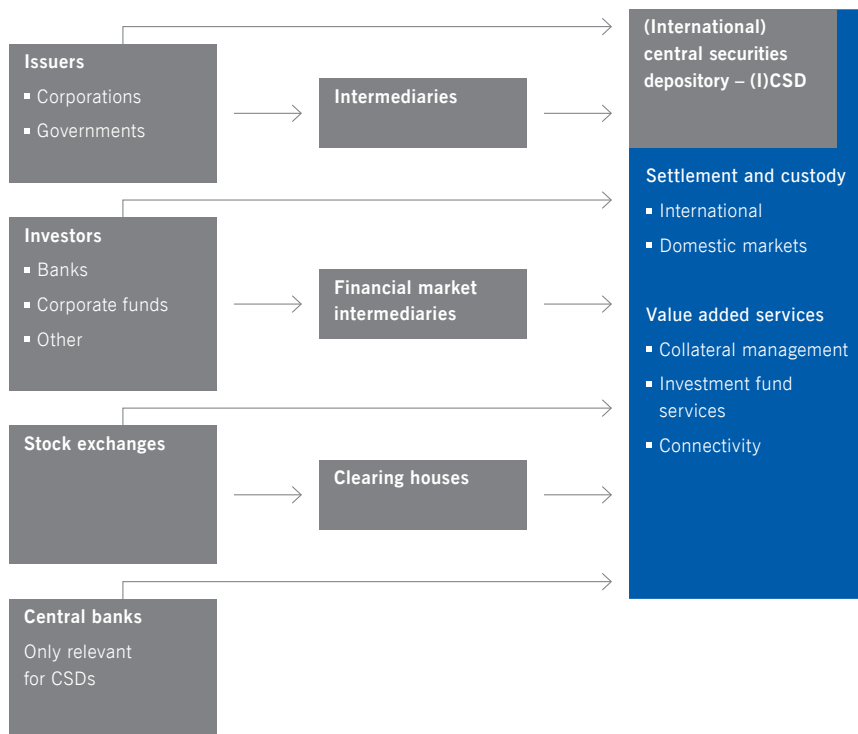 Issuers
▪ Corporations
▪ Governments
Intermediaries
(International)
central securities
depository – (I)CSD
Settlement and custody
▪ International
▪ Domestic markets
Value added services
▪ Collateral management
▪ Investment fund
services
▪ Connectivity
Investors
▪ Banks
▪ Corporate funds
▪ Other
Financial market
intermediaries
Stock exchanges
Clearing houses
Central banks
Only relevant
for CSDs